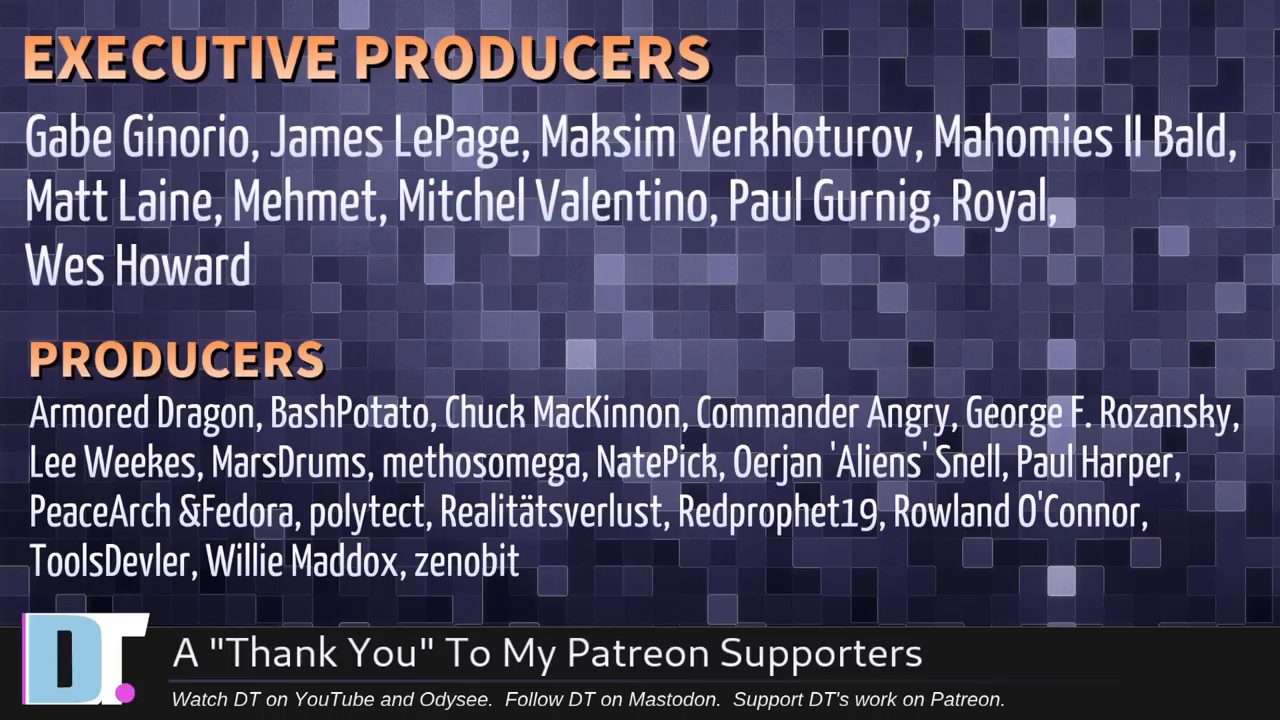 EXECUTIVE PRODUCERS
Gabe Ginorio, James LePage, Maksim Verkhoturov, Mahomies II Bald,
Matt Laine, Mehmet, Mitchel Valentino, Paul Gurnig, Royal,
Wes Howard
PRODUCERS
Armored Dragon, BashPotato, Chuck MacKinnon, Commander Angry, George F. Rozansky,
Lee Weekes, MarsDrums, methosomega, NatePick, Oerjan 'Aliens' Snell, Paul Harper,
PeaceArch &Fedora, polytect, Realitätsverlust, Redprophet19, Rowland O'Connor,
ToolsDevler, Willie Maddox, zenobit
DT.
A "Thank You" To My Patreon Supporters
Watch DT on YouTube and Odysee. Follow DT on Mastodon. Support DT's work on Patreon.